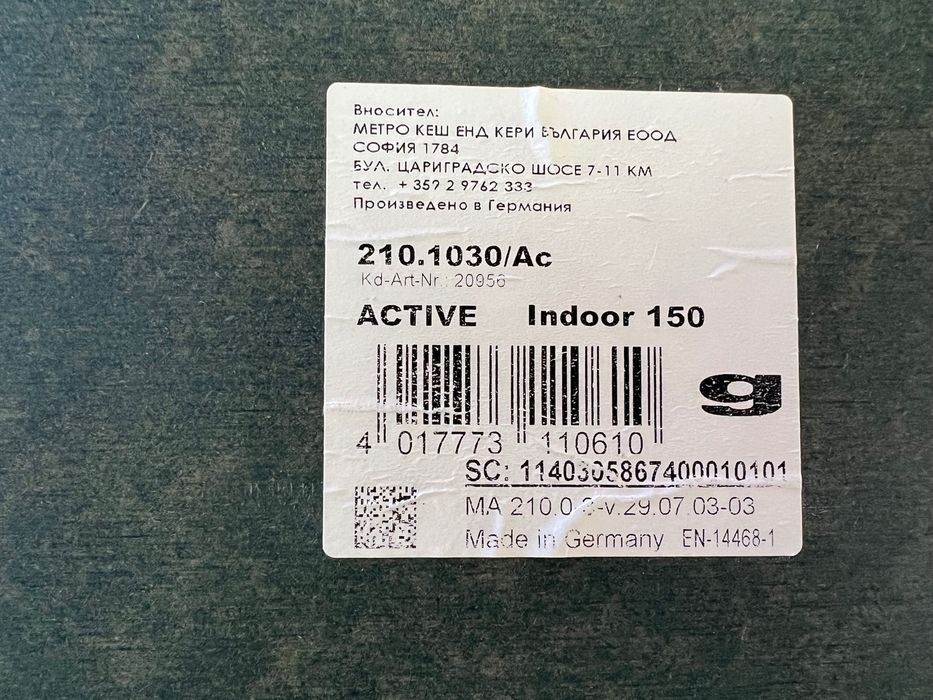 Вносител:
МЕТРО КЕШ ЕНД КЕРИ БЪЛГАРИЯ ЕООД
СОФИЯ 1784
БУЛ. ЦАРИГРАДСКО ШОСЕ 7-11 КМ
тел. + 359 2 9762 333
Произведено в Германия
210.1030/Ac
Kd-Art-Nr.: 20956
ACTIVE Indoor 150
g
4 017773 110610
SC: 1140305867400010101
MA
Made in Germany EN-14468-1